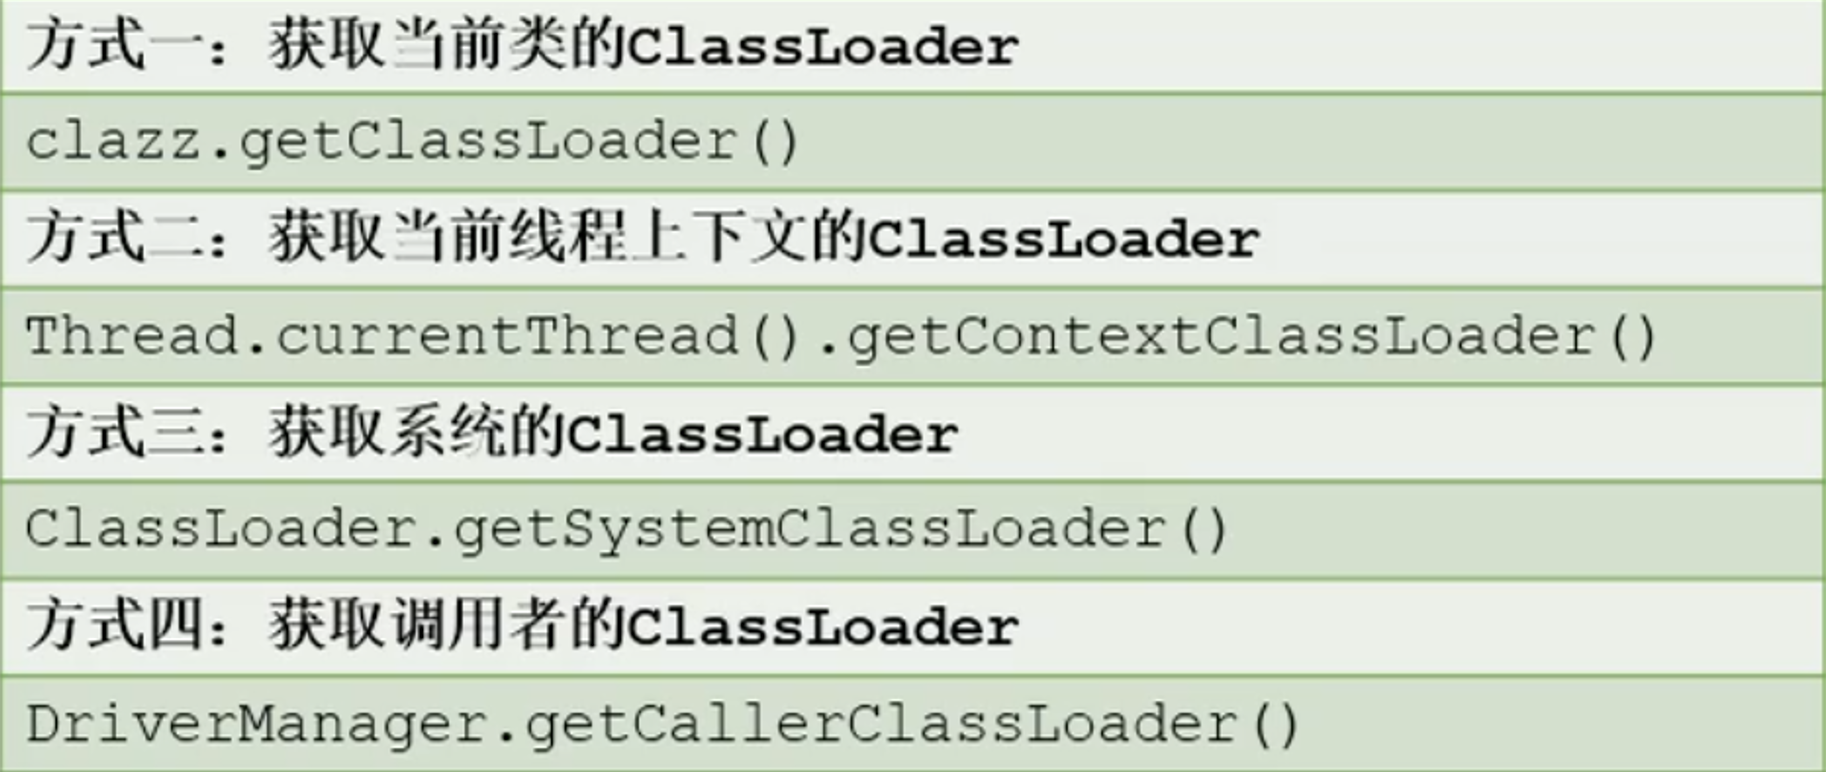 方式一：获取当前类的ClassLoader
clazz.getClassLoader()
方式二：获取当前线程上下文的ClassLoader
Thread.currentThread().getContextClassLoader()
方式三：获取系统的ClassLoader
ClassLoader.getSystemClassLoader()
方式四：获取调用者的ClassLoader
DriverManager.getCallerClassLoader()